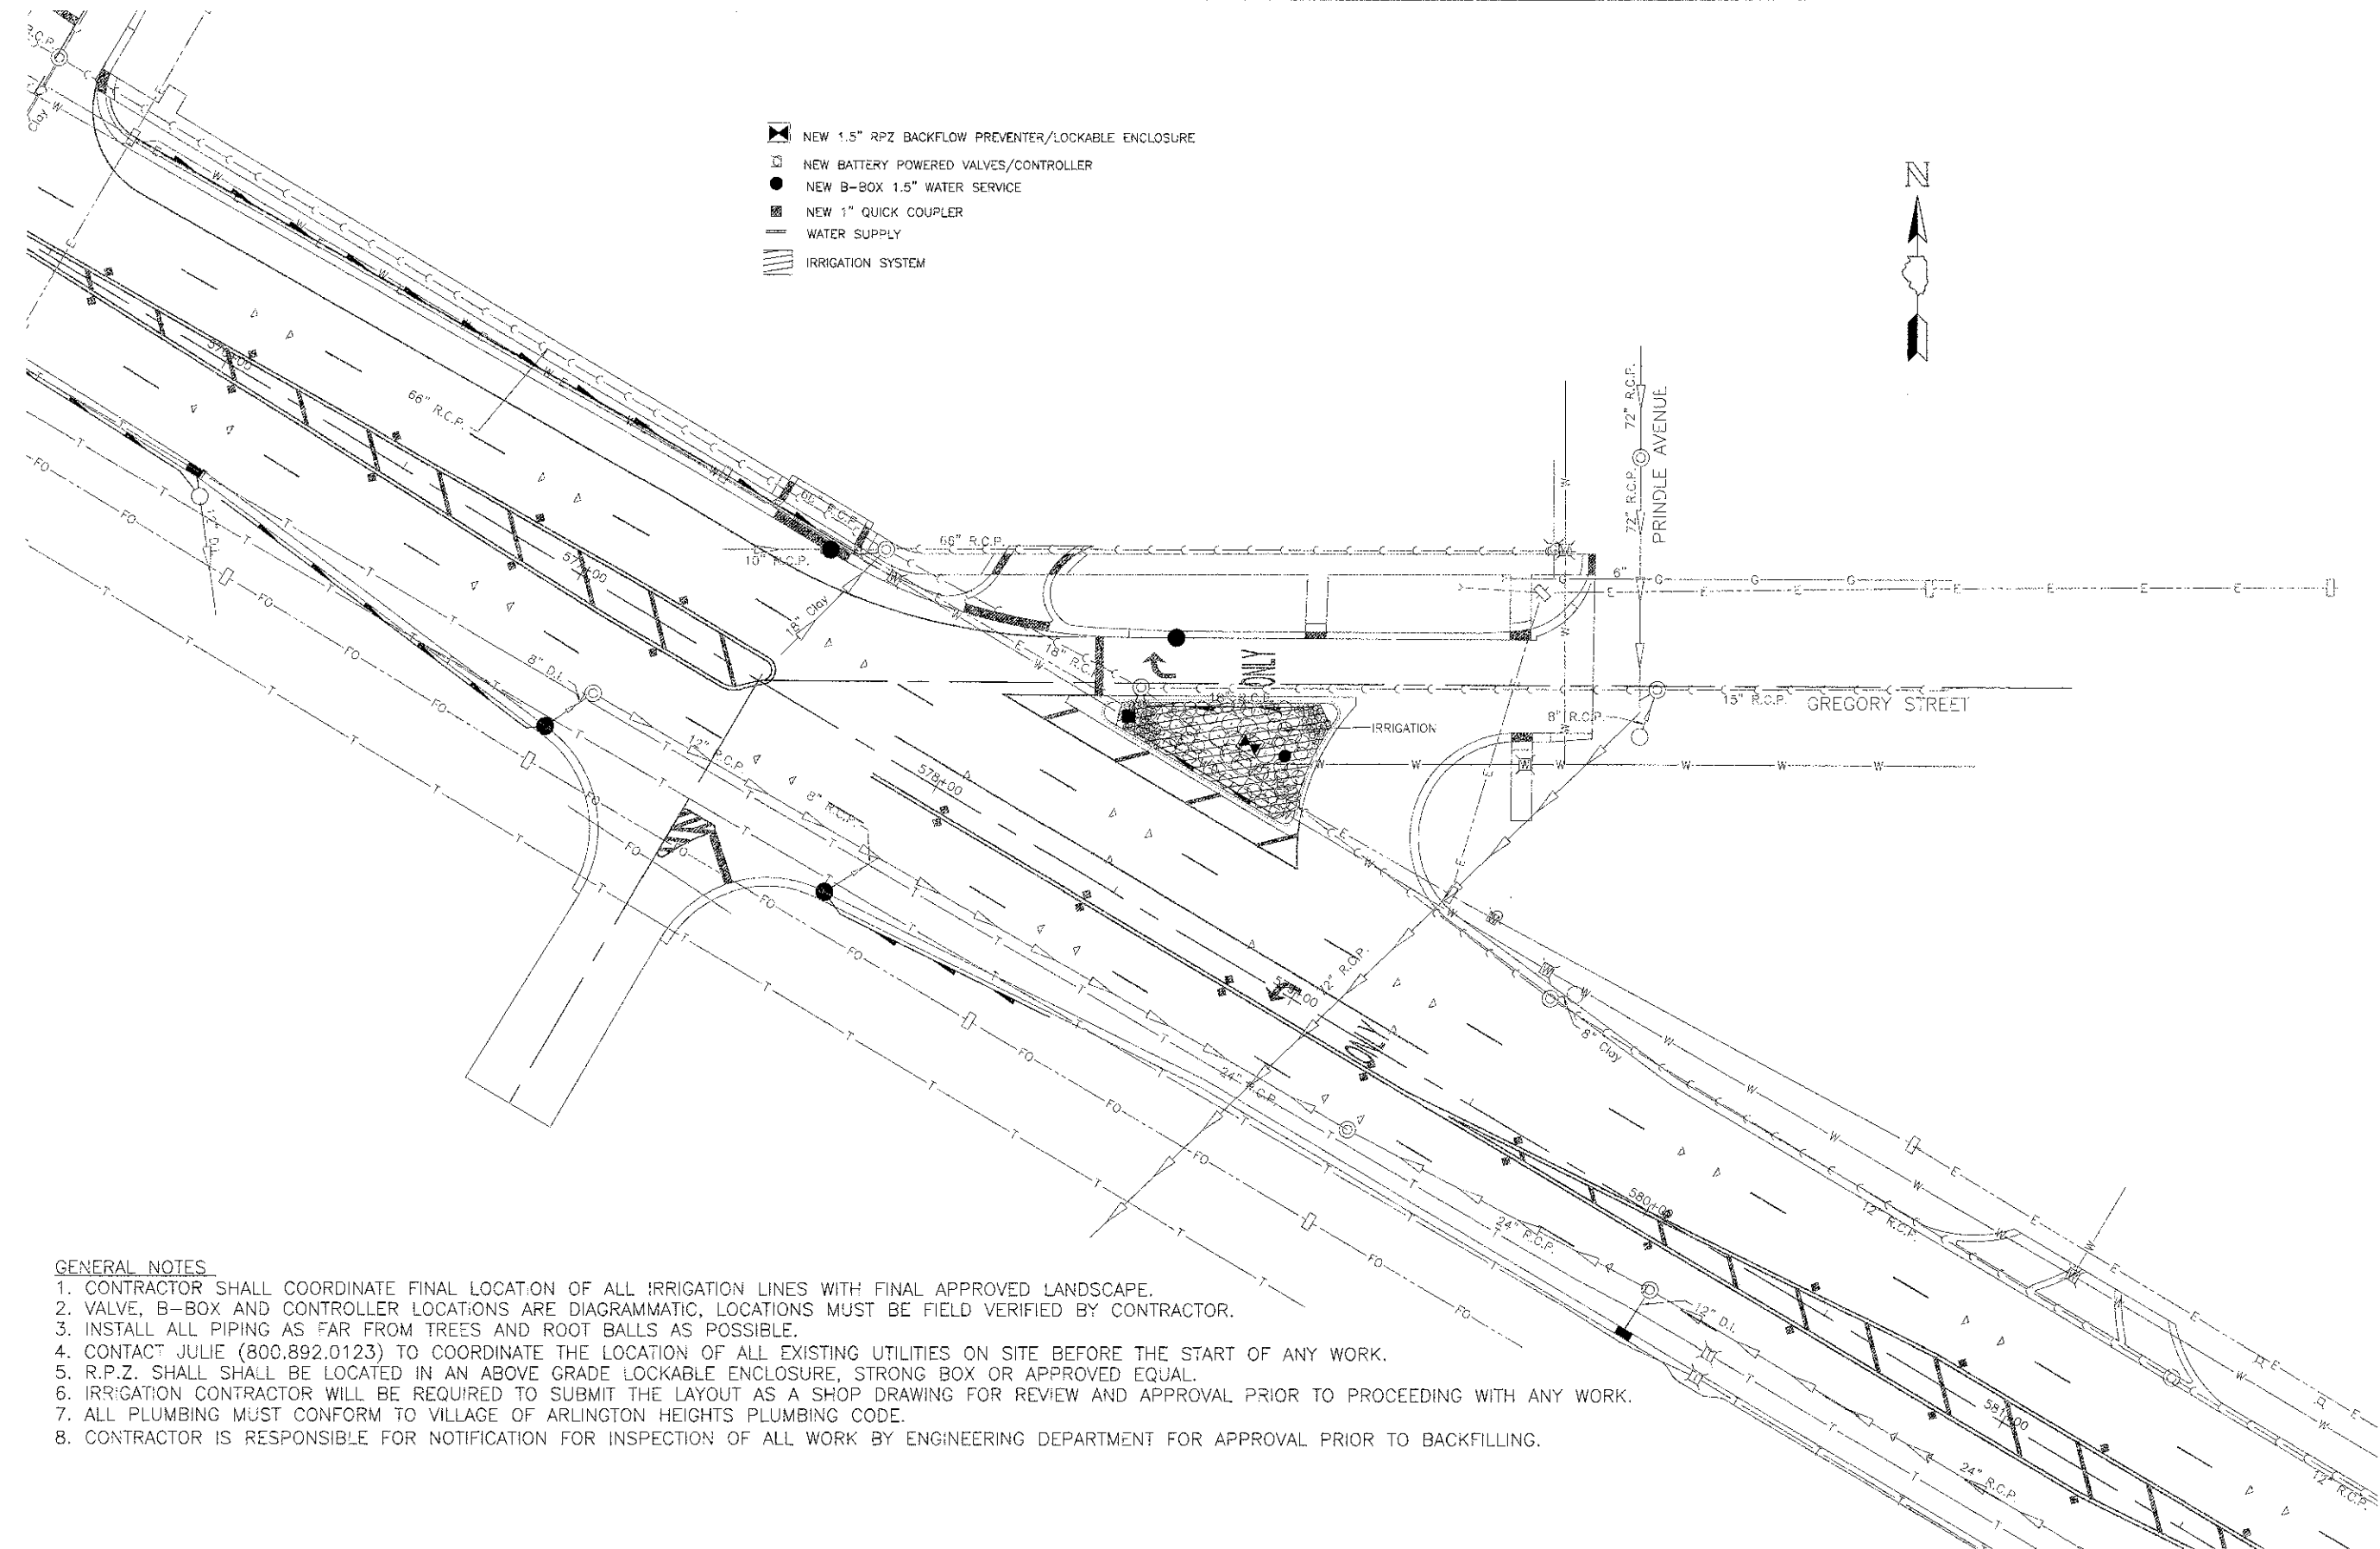 NEW 1.5" RPZ BACKFLOW PREVENTER/LOCKABLE ENCLOSURE
NEW BATTERY POWERED VALVES/CONTROLLER
NEW B-BOX 1.5" WATER SERVICE
NEW 1" QUICK COUPLER
WATER SUPPLY
IRRIGATION SYSTEM
N
R.C.P.
Clay
66" R.C.P.
72" R.C.P.
72" R.C.P.
PRINDLE AVENUE
577+00
66" R.C.P.
66" R.C.P.
18" Clay
6"
8" D.I.
ONLY
15" R.C.P.
GREGORY STREET
8" R.C.P.
IRRIGATION
12" R.C.P.
578+00
8" R.C.P.
ONLY
8" Clay
24" R.C.P.
580+00
12" R.C.P.
24" R.C.P.
12" D.I.
581+00
24" R.C.P.
12" R.C.P.
GENERAL NOTES
1. CONTRACTOR SHALL COORDINATE FINAL LOCATION OF ALL IRRIGATION LINES WITH FINAL APPROVED LANDSCAPE.
2. VALVE, B-BOX AND CONTROLLER LOCATIONS ARE DIAGRAMMATIC, LOCATIONS MUST BE FIELD VERIFIED BY CONTRACTOR.
3. INSTALL ALL PIPING AS FAR FROM TREES AND ROOT BALLS AS POSSIBLE.
4. CONTACT JULIE (800.892.0123) TO COORDINATE THE LOCATION OF ALL EXISTING UTILITIES ON SITE BEFORE THE START OF ANY WORK.
5. R.P.Z. SHALL SHALL BE LOCATED IN AN ABOVE GRADE LOCKABLE ENCLOSURE, STRONG BOX OR APPROVED EQUAL.
6. IRRIGATION CONTRACTOR WILL BE REQUIRED TO SUBMIT THE LAYOUT AS A SHOP DRAWING FOR REVIEW AND APPROVAL PRIOR TO PROCEEDING WITH ANY WORK.
7. ALL PLUMBING MUST CONFORM TO VILLAGE OF ARLINGTON HEIGHTS PLUMBING CODE.
8. CONTRACTOR IS RESPONSIBLE FOR NOTIFICATION FOR INSPECTION OF ALL WORK BY ENGINEERING DEPARTMENT FOR APPROVAL PRIOR TO BACKFILLING.